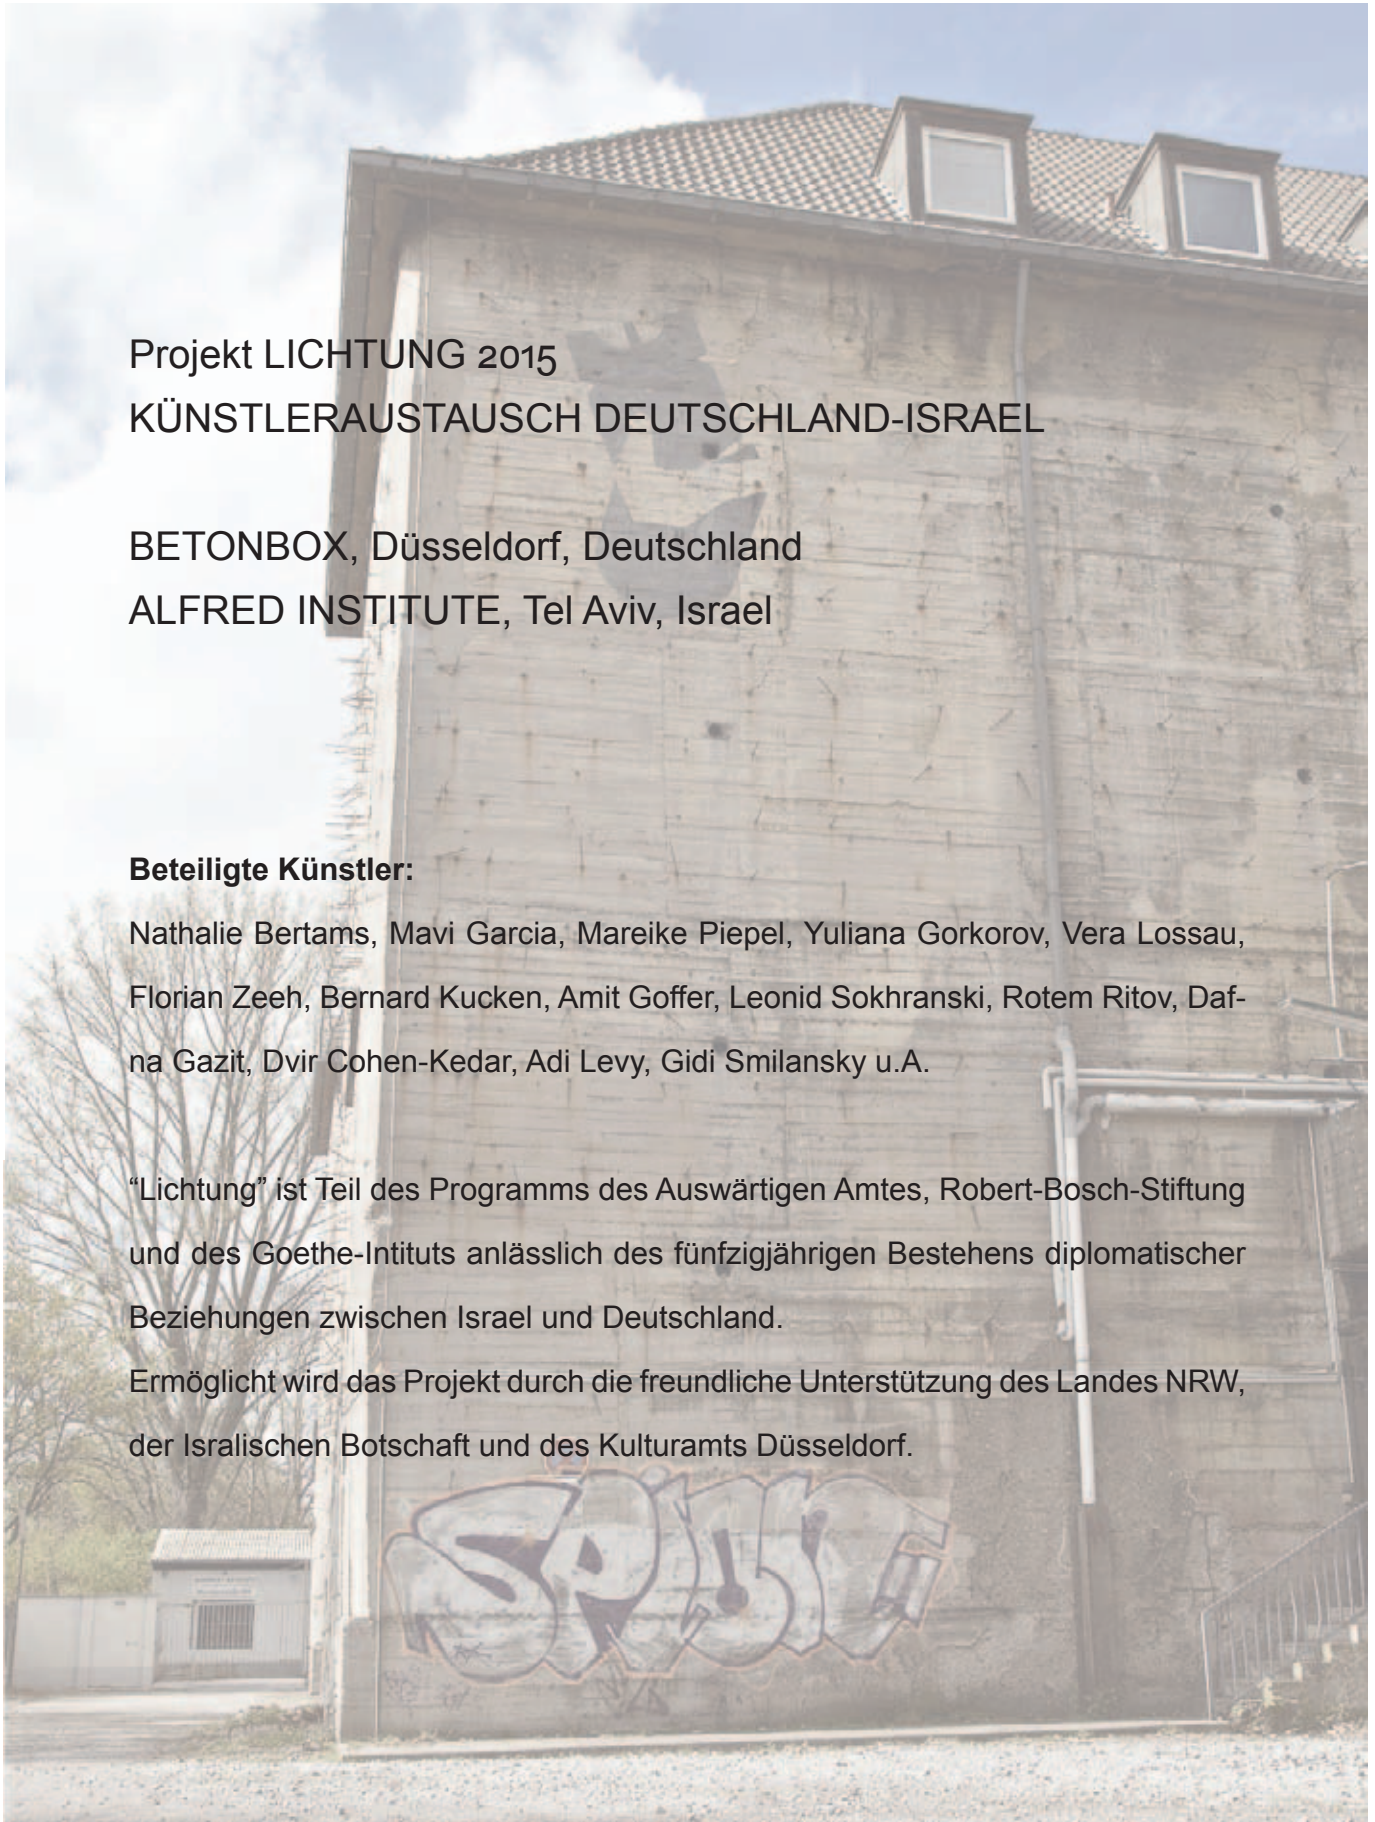 Projekt LICHTUNG 2015
KÜNSTLERAUSTAUSCH DEUTSCHLAND-ISRAEL
BETONBOX, Düsseldorf, Deutschland
ALFRED INSTITUTE, Tel Aviv, Israel
Beteiligte Künstler:
Nathalie Bertams, Mavi Garcia, Mareike Piepel, Yuliana Gorkorov, Vera Lossau,
Florian Zeeh, Bernard Kucken, Amit Goffer, Leonid Sokhranski, Rotem Ritov, Daf-
na Gazit, Dvir Cohen-Kedar, Adi Levy, Gidi Smilansky u.A.
“Lichtung” ist Teil des Programms des Auswärtigen Amtes, Robert-Bosch-Stiftung
und des Goethe-Intituts anlässlich des fünfzigjährigen Bestehens diplomatischer
Beziehungen zwischen Israel und Deutschland.
Ermöglicht wird das Projekt durch die freundliche Unterstützung des Landes NRW,
der Isralischen Botschaft und des Kulturamts Düsseldorf.